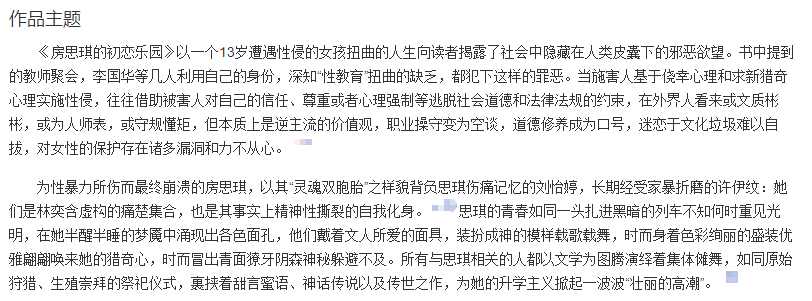 作品主题
《房思琪的初恋乐园》以一个13岁遭遇性侵的女孩扭曲的人生向读者揭露了社会中隐藏在人类皮囊下的邪恶欲望。书中提到
的教师聚会，李国华等几人利用自己的身份，深知“性教育”扭曲的缺乏，都犯下这样的罪恶。当施害人基于侥幸心理和求新猎奇
心理实施性侵，往往借助被害人对自己的信任、尊重或者心理强制等逃脱社会道德和法律法规的约束，在外界人看来或文质彬
彬，或为人师表，或守规懂矩，但本质上是逆主流的价值观，职业操守变为空谈，道德修养成为口号，迷恋于文化垃圾难以自
拔，对女性的保护存在诸多漏洞和力不从心。
为性暴力所伤而最终崩溃的房思琪，以其“灵魂双胞胎”之样貌背负思琪伤痛记忆的刘怡婷，长期经受家暴折磨的许伊纹：她
们是林奕含虚构的痛楚集合，也是其事实上精神性撕裂的自我化身。 思琪的青春如同一头扎进黑暗的列车不知何时重见光
明，在她半醒半睡的梦魇中涌现出各色面孔，他们戴着文人所爱的面具，装扮成神的模样载歌载舞，时而身着色彩绚丽的盛装优
雅翩翩唤来她的猎奇心，时而冒出青面獠牙阴森神秘躲避不及。所有与思琪相关的人都以文学为图腾演绎着集体傩舞，如同原始
狩猎、生殖崇拜的祭祀仪式，裹挟着甜言蜜语、神话传说以及传世之作，为她的升学主义掀起一波波“壮丽的高潮”。